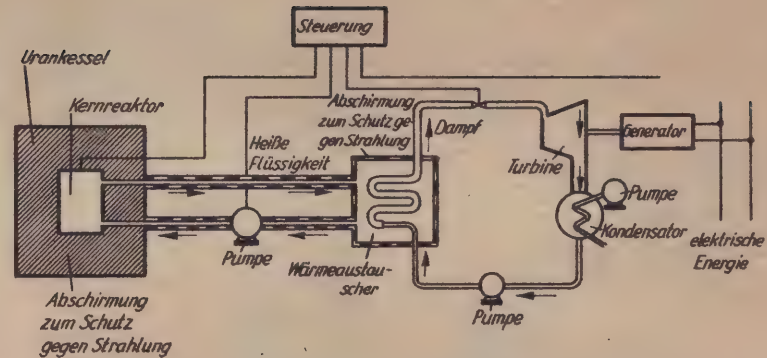 Steuerung
Urankessel
Kernreaktor
Abschirmung
zum Schutz ge-
gen Strahlung
Dampf
Heiße
Flüssigkeit
Turbine
Generator
Pumpe
Kondensator
elektrische
Energie
Pumpe
Wärmeaustau-
scher
Pumpe
Abschirmung
zum Schutz
gegen Strahlung